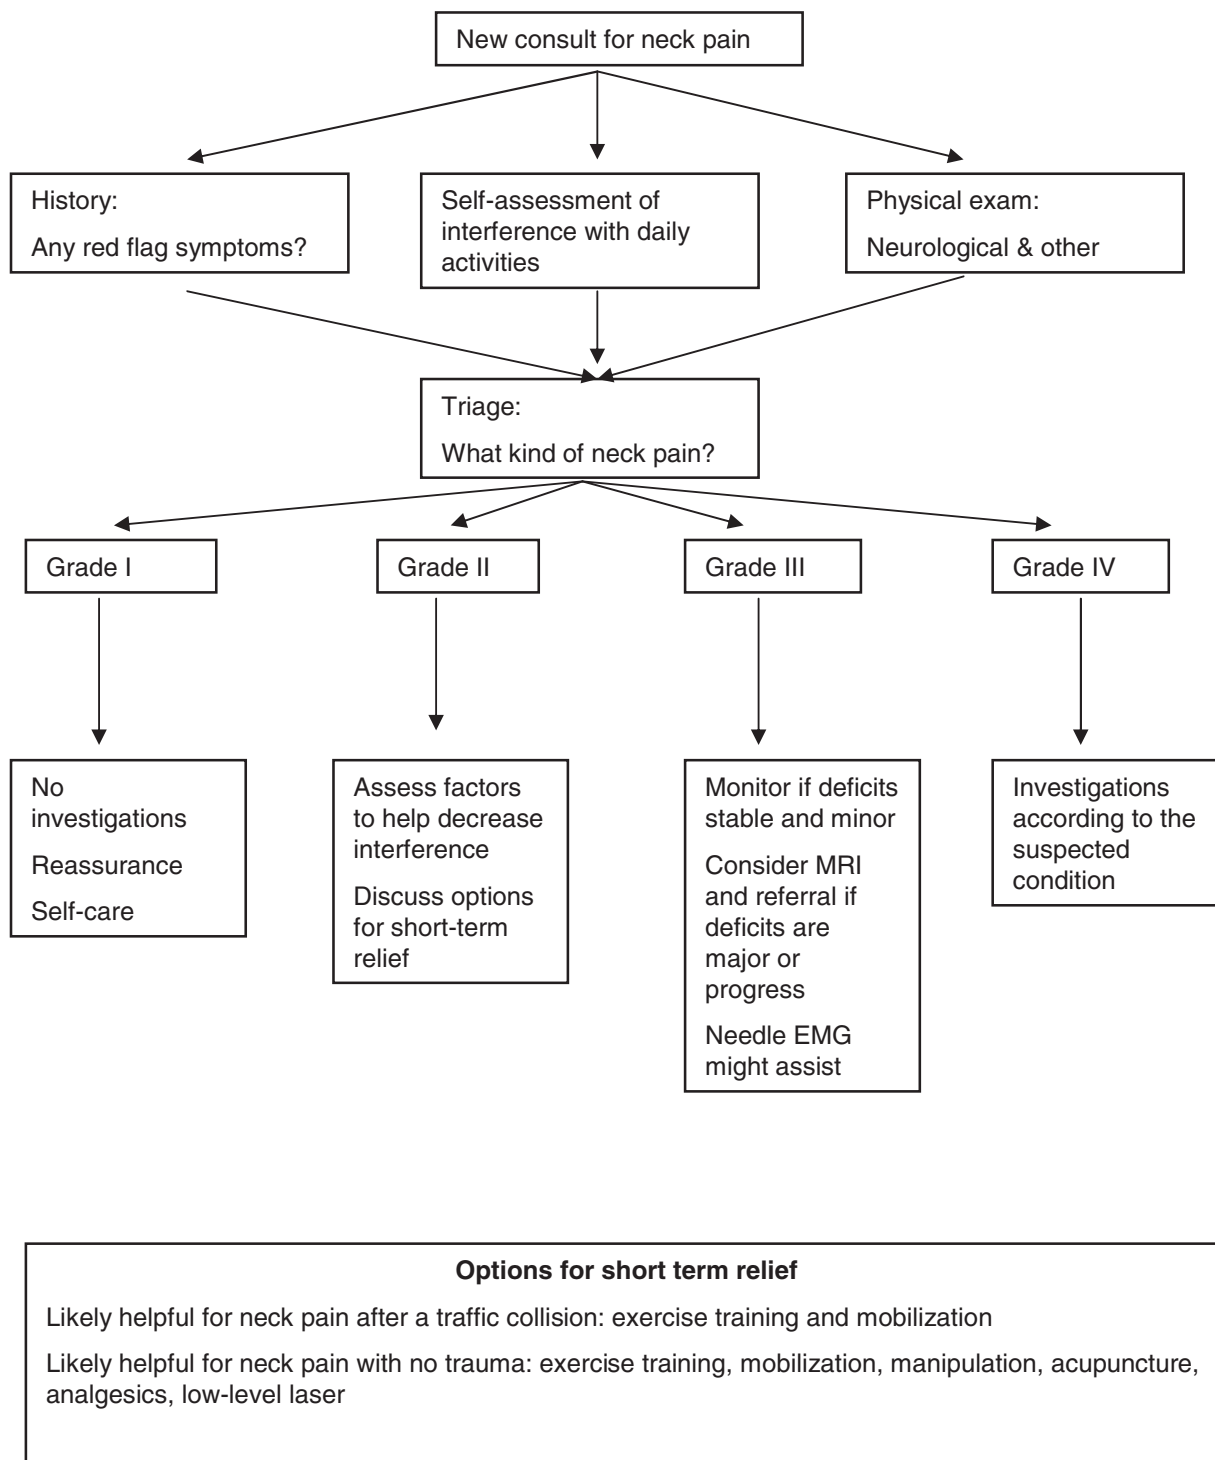 New consult for neck pain
History:
Any red flag symptoms?
Self-assessment of
interference with daily
activities
Physical exam:
Neurological & other
Triage:
What kind of neck pain?
Grade I
Grade II
Grade III
Grade IV
No
investigations
Reassurance
Self-care
Assess factors
to help decrease
interference
Discuss options
for short-term
relief
Monitor if deficits
stable and minor
Consider MRI
and referral if
deficits are
major or
progress
Needle EMG
might assist
Investigations
according to the
suspected
condition
Options for short term relief
Likely helpful for neck pain after a traffic collision: exercise training and mobilization
Likely helpful for neck pain with no trauma: exercise training, mobilization, manipulation, acupuncture,
analgesics, low-level laser